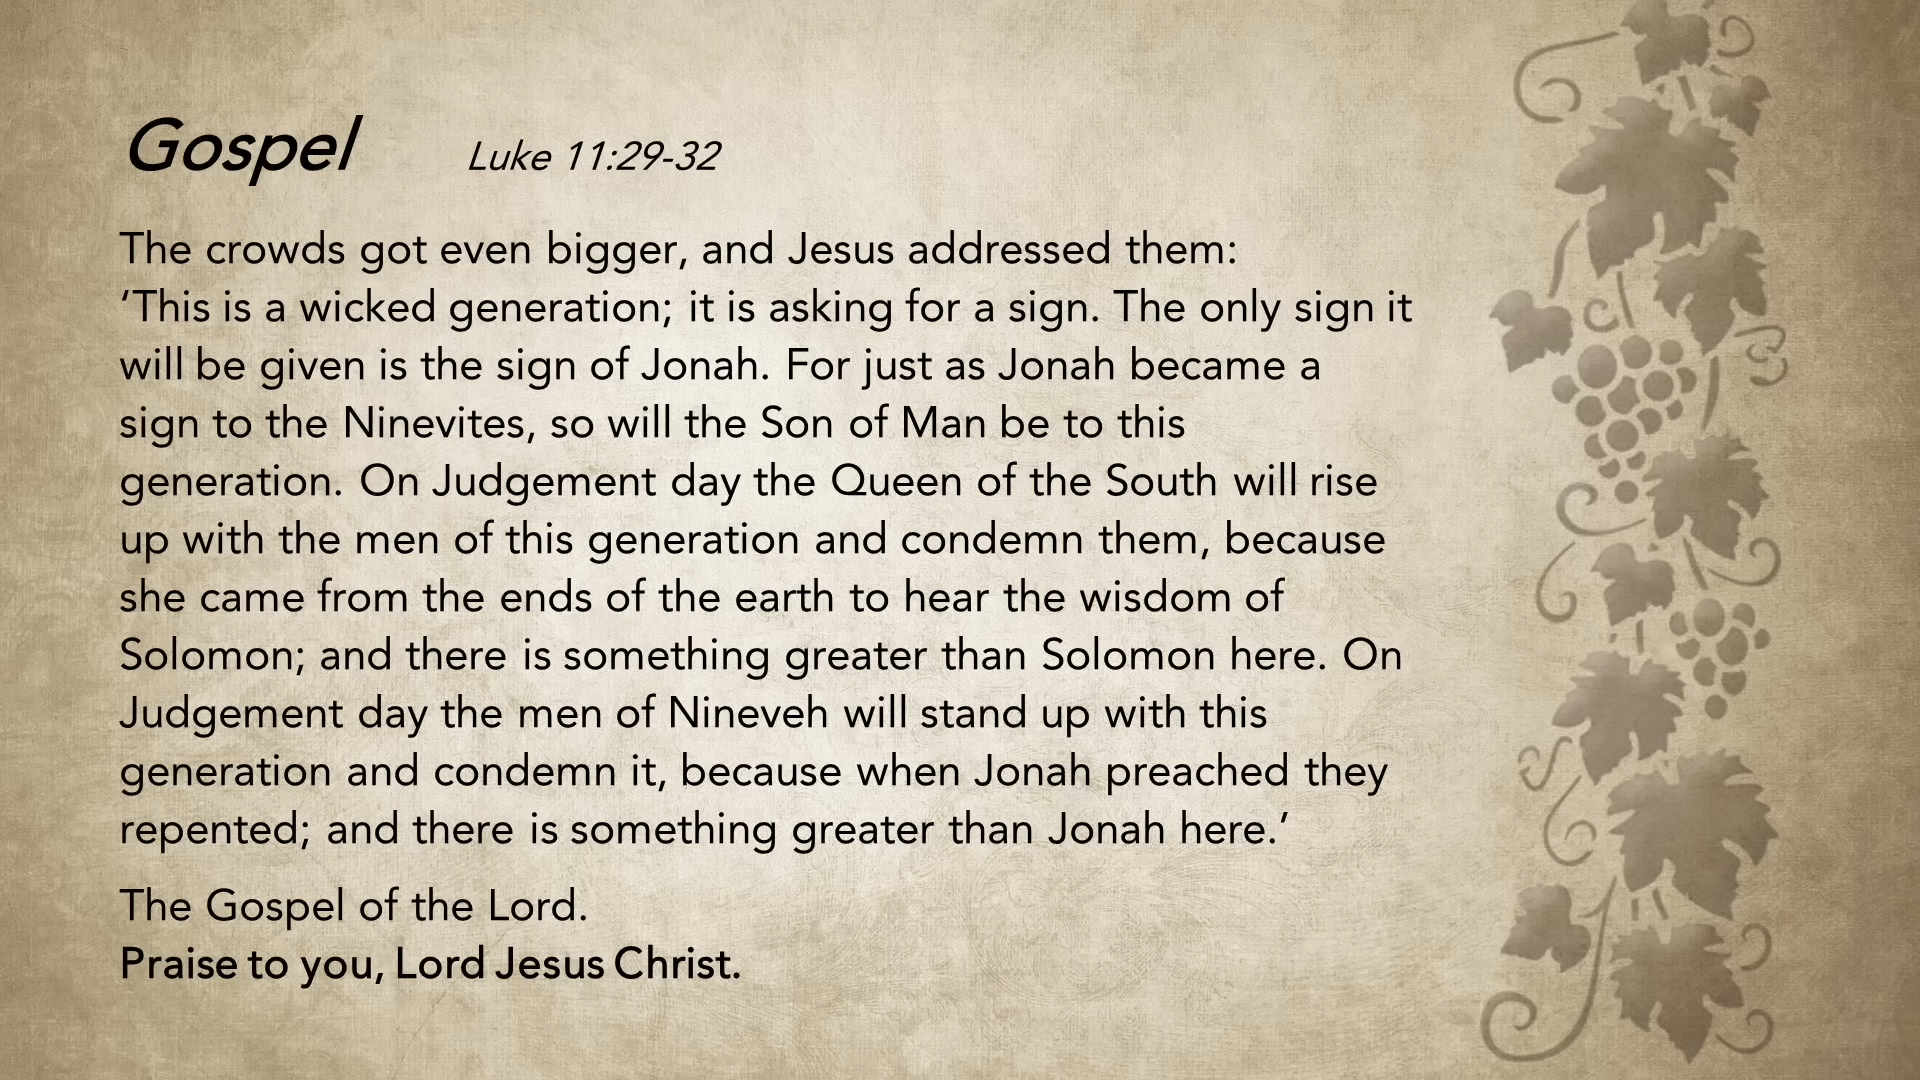 Gospel Luke 11:29-32
The crowds got even bigger, and Jesus addressed them:
‘This is a wicked generation; it is asking for a sign. The only sign it
will be given is the sign of Jonah. For just as Jonah became a
sign to the Ninevites, so will the Son of Man be to this
generation. On Judgement day the Queen of the South will rise
up with the men of this generation and condemn them, because
she came from the ends of the earth to hear the wisdom of
Solomon; and there is something greater than Solomon here. On
Judgement day the men of Nineveh will stand up with this
generation and condemn it, because when Jonah preached they
repented; and there is something greater than Jonah here.’
The Gospel of the Lord.
Praise to you, Lord Jesus Christ.